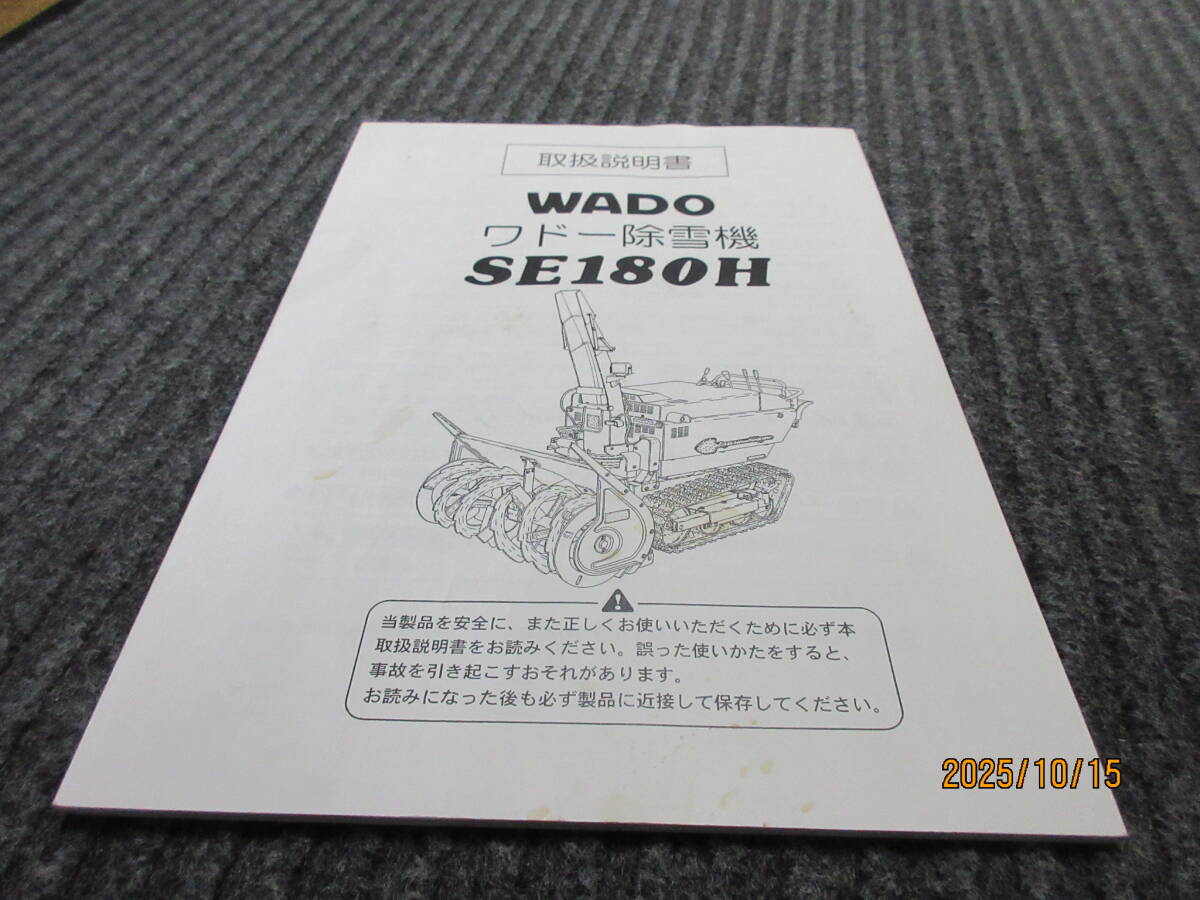 取扱説明書
WADO
ワドー除雪機
SE180H
当製品を安全に、また正しくお使いいただくために必ず本
取扱説明書をお読みください。誤った使いかたをすると、
事故を引き起こすおそれがあります。
お読みになった後も必ず製品に近接して保存してください。
2025/10/15